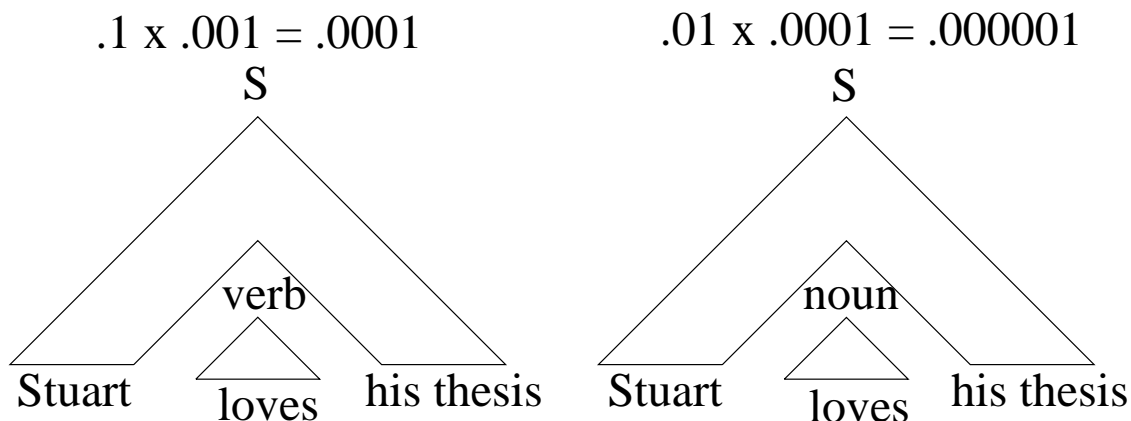 .1 x .001 = .0001
.01 x .0001 = .000001
S
S
verb
noun
Stuart
loves
his thesis
Stuart
loves
his thesis